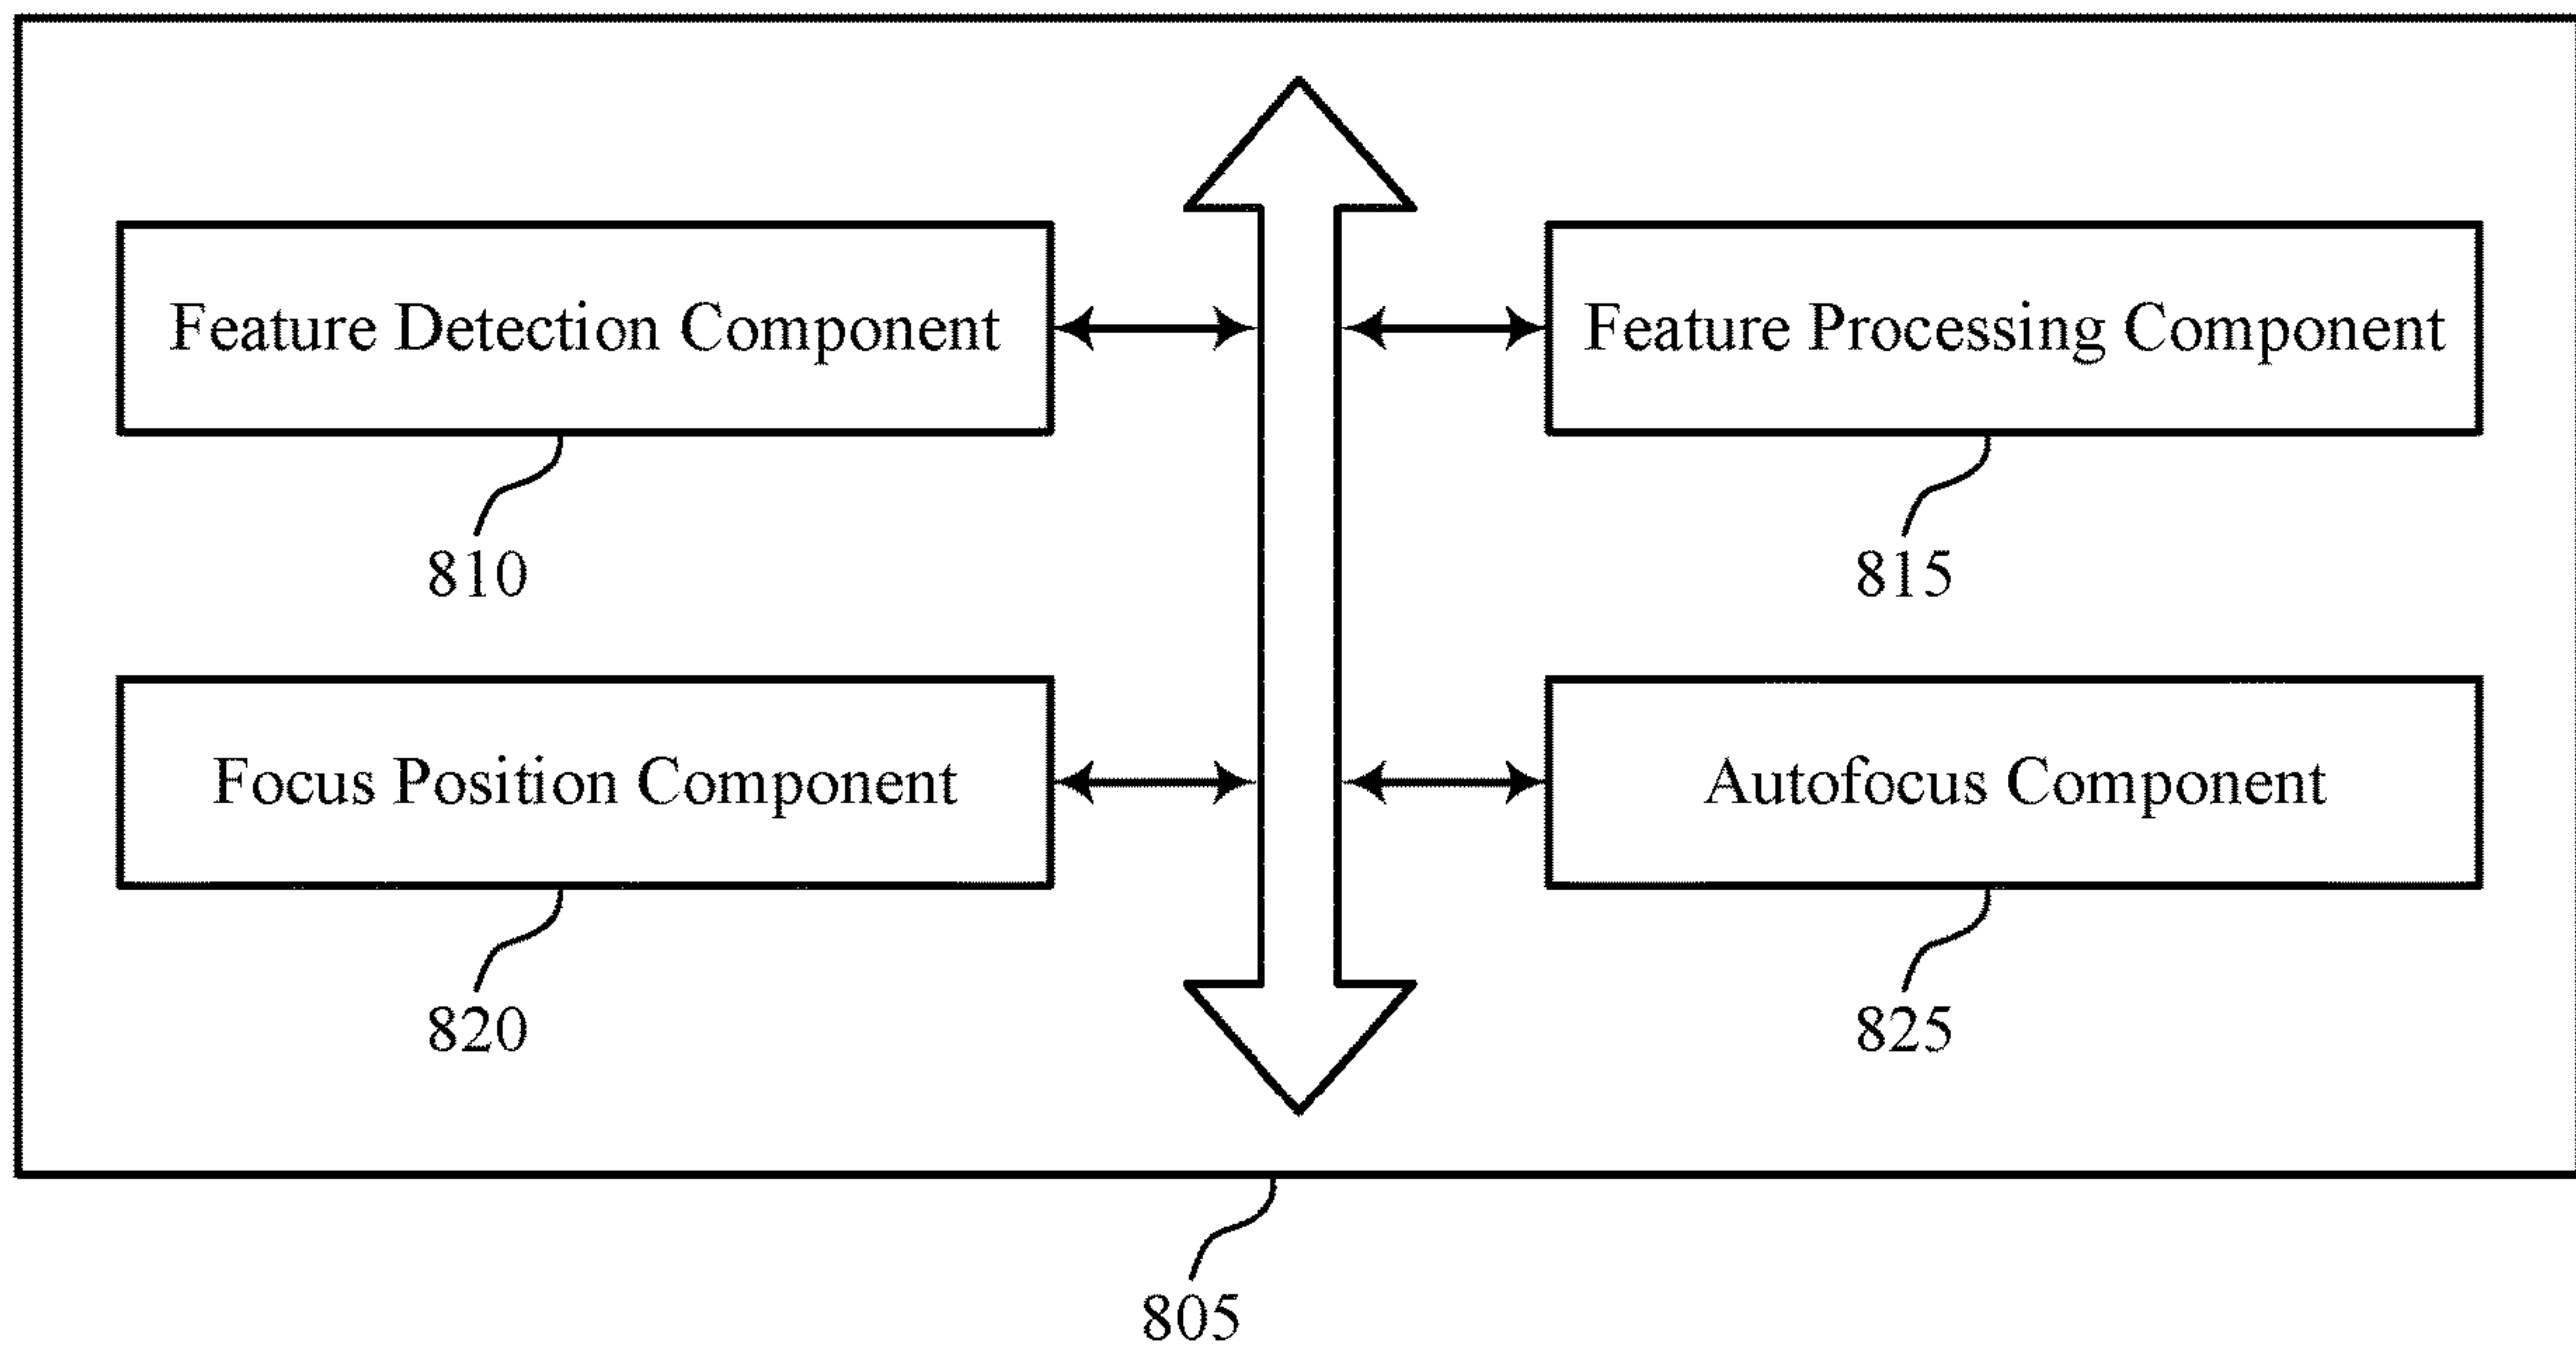 Feature Detection Component
Feature Processing Component
810
815
Focus Position Component
Autofocus Component
820
825
805